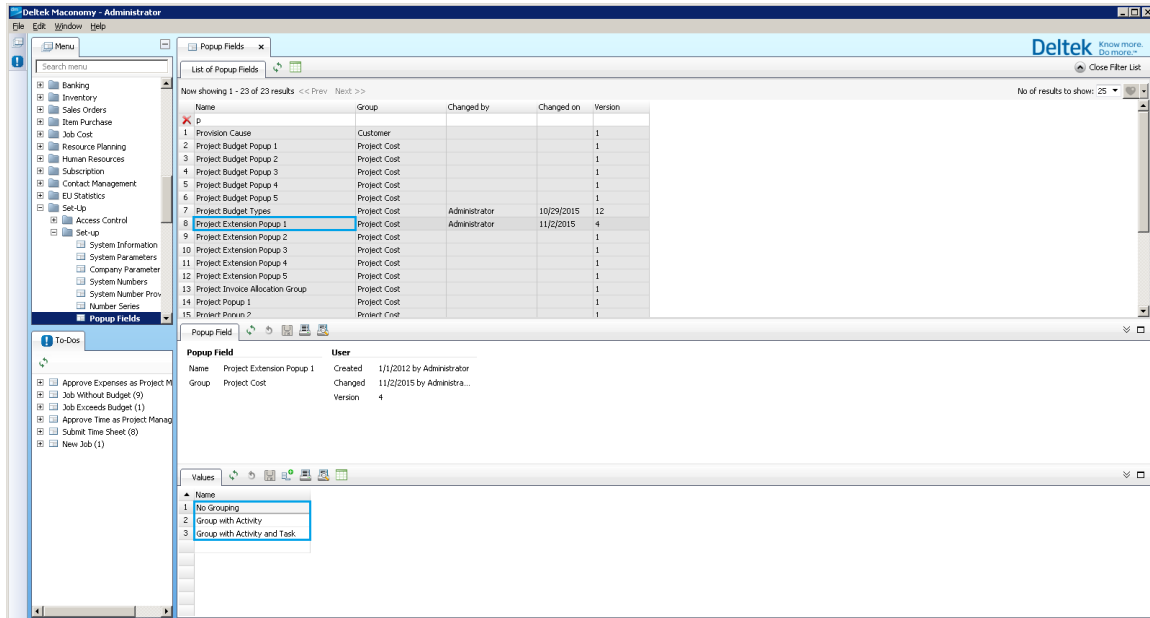 Deltek Maconomy - Administrator
File Edit Window Help
Menu
Popup Fields x
Deltek Know more. Do more.™
Search menu
List of Popup Fields
Close Filter List
Banking
Inventory
Sales Orders
Item Purchase
Job Cost
Resource Planning
Human Resources
Subscription
Contact Management
EU Statistics
Set-Up
Access Control
Set-up
System Information
System Parameters
Company Parameter
System Numbers
System Number Prov
Number Series
Popup Fields
Now showing 1 - 23 of 23 results << Prev Next >>
No of results to show: 25
Name Group Changed by Changed on Version
p
1 Provision Cause Customer 1
2 Project Budget Popup 1 Project Cost 1
3 Project Budget Popup 2 Project Cost 1
4 Project Budget Popup 3 Project Cost 1
5 Project Budget Popup 4 Project Cost 1
6 Project Budget Popup 5 Project Cost 1
7 Project Budget Types Project Cost Administrator 10/29/2015 12
8 Project Extension Popup 1 Project Cost Administrator 11/2/2015 4
9 Project Extension Popup 2 Project Cost 1
10 Project Extension Popup 3 Project Cost 1
11 Project Extension Popup 4 Project Cost 1
12 Project Extension Popup 5 Project Cost 1
13 Project Invoice Allocation Group Project Cost 1
14 Project Popup 1 Project Cost 1
15 Project Popup 2 Project Cost 1
To-Dos
Approve Expenses as Project M
Job Without Budget (9)
Job Exceeds Budget (1)
Approve Time as Project Manag
Submit Time Sheet (8)
New Job (1)
Popup Field
Popup Field User
Name Project Extension Popup 1 Created 1/1/2012 by Administrator
Group Project Cost Changed 11/2/2015 by Administra...
Version 4
Values
Name
1 No Grouping
2 Group with Activity
3 Group with Activity and Task